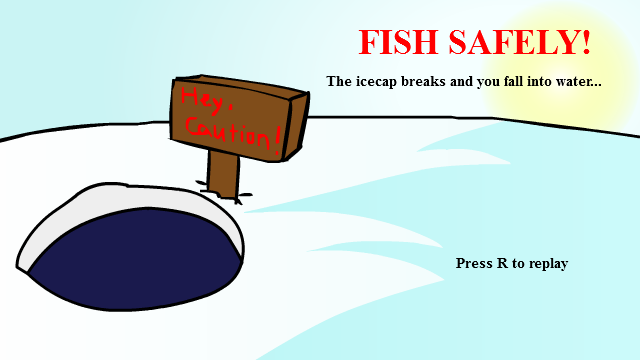 FISH SAFELY!
The icecap breaks and you fall into water...
Hey,
Caution!
Press R to replay